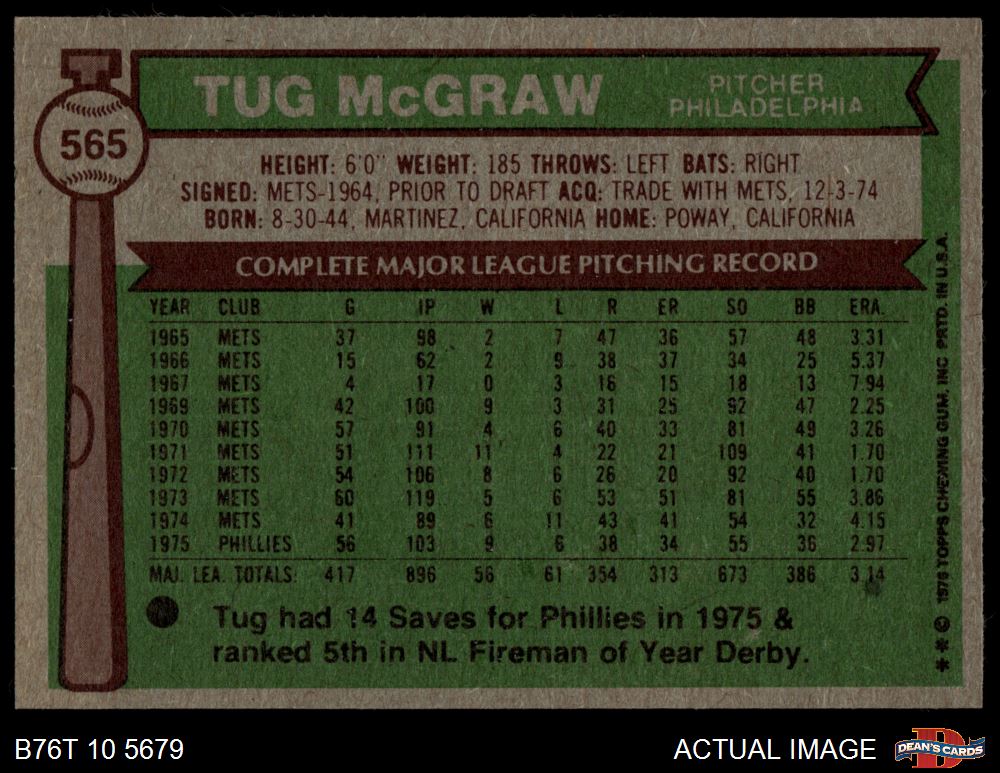 TUG McGRAW
PITCHER
PHILADELPHIA
565
HEIGHT: 6'0" WEIGHT: 185 THROWS: LEFT BATS: RIGHT
SIGNED: METS-1964, PRIOR TO DRAFT ACQ: TRADE WITH METS, 12-3-74
BORN: 8-30-44, MARTINEZ, CALIFORNIA HOME: POWAY, CALIFORNIA
COMPLETE MAJOR LEAGUE PITCHING RECORD
YEAR CLUB G IP W L R ER SO BB ERA.
1965 METS 37 98 2 7 47 36 57 48 3.31
1966 METS 15 62 2 9 38 37 34 25 5.37
1967 METS 4 17 0 3 16 15 18 13 7.94
1969 METS 42 100 9 3 31 25 92 47 2.25
1970 METS 57 91 4 6 40 33 81 49 3.26
1971 METS 51 111 11 4 22 21 109 41 1.70
1972 METS 54 106 8 6 26 20 92 40 1.70
1973 METS 60 119 5 6 53 51 81 55 3.86
1974 METS 41 89 6 11 43 41 54 32 4.15
1975 PHILLIES 56 103 9 6 38 34 55 36 2.97
MAJ. LEA. TOTALS: 417 896 56 61 354 313 673 386 3.14
Tug had 14 Saves for Phillies in 1975 &
ranked 5th in NL Fireman of Year Derby.
** © 1976 TOPPS CHEWING GUM, INC PRTD. IN U.S.A.
B76T 10 5679
ACTUAL IMAGE
DEAN'S CARDS